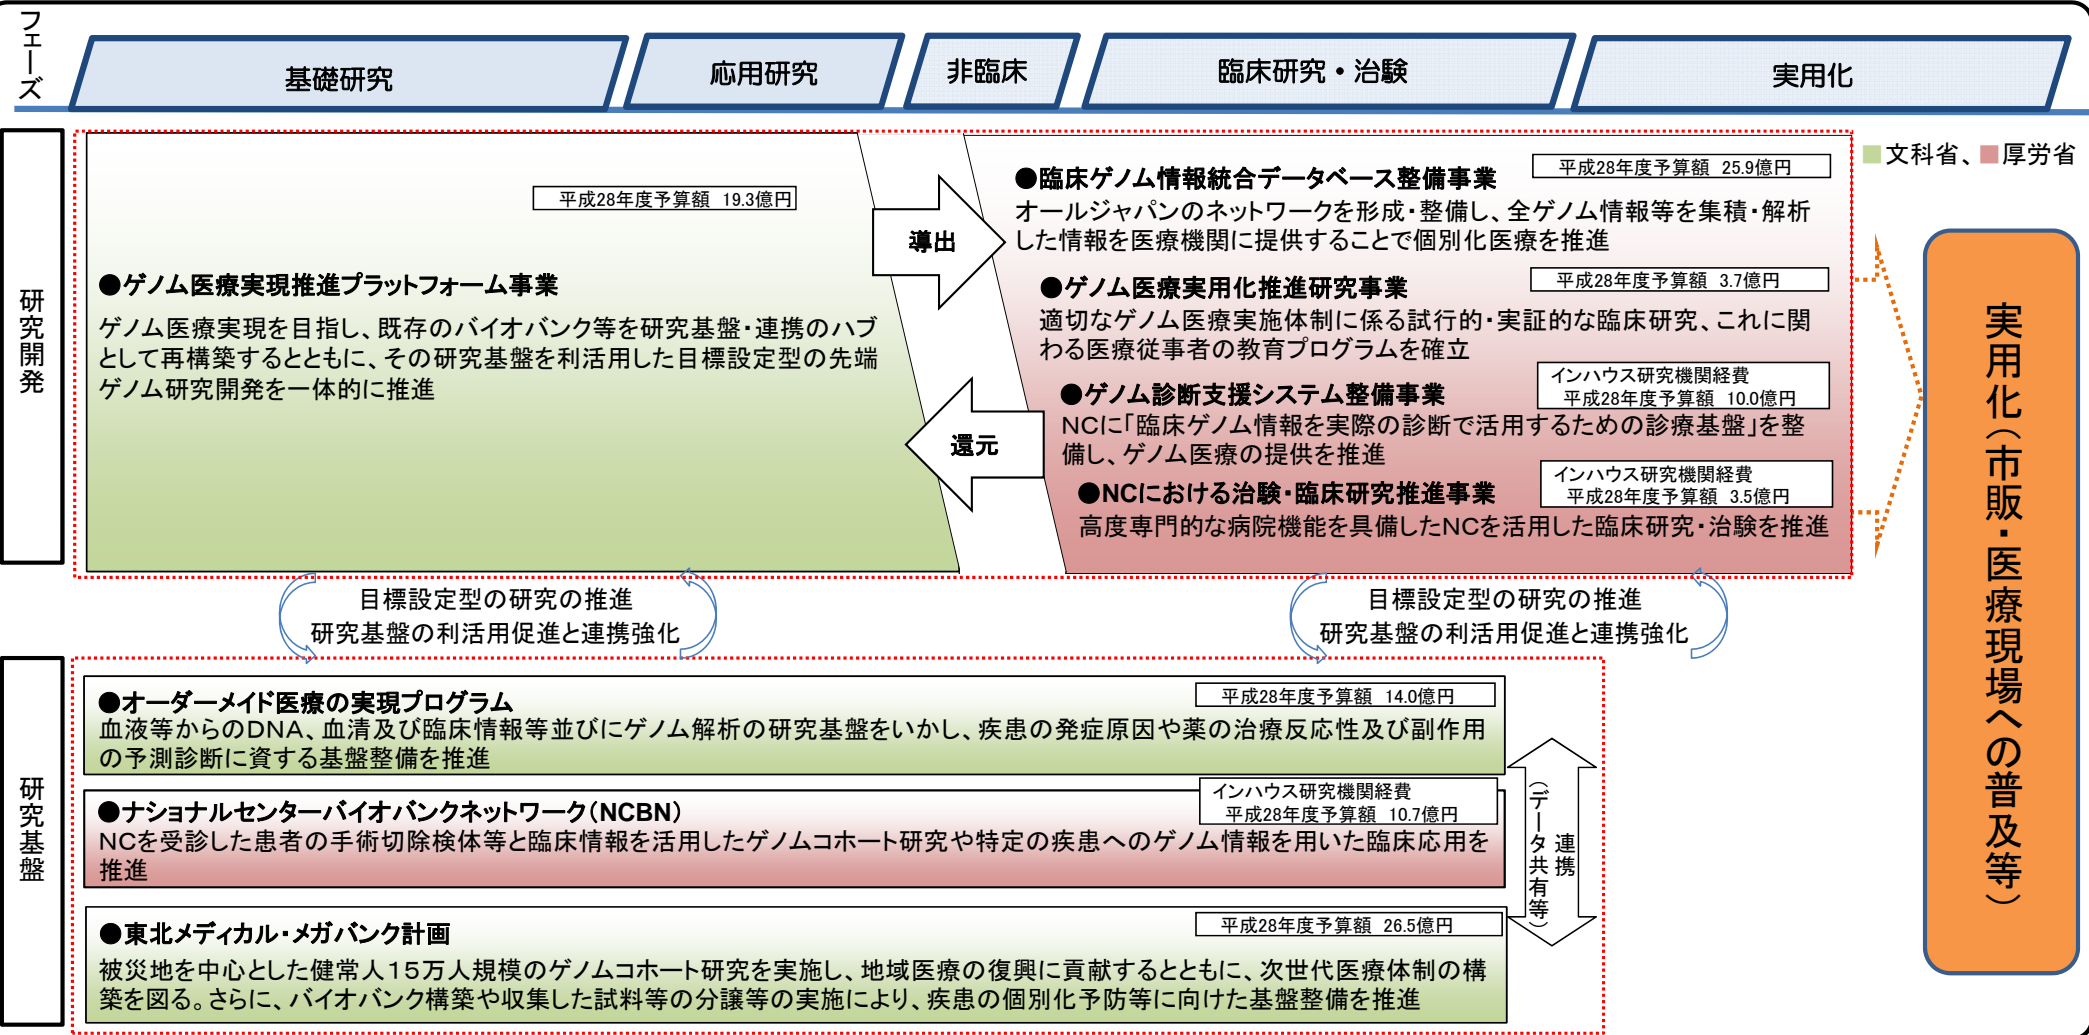 フェーズ
基礎研究
応用研究
非臨床
臨床研究・治験
実用化
■文科省、■厚労省
研究開発
平成28年度予算額 19.3億円
●ゲノム医療実現推進プラットフォーム事業
ゲノム医療実現を目指し、既存のバイオバンク等を研究基盤・連携のハブ
として再構築するとともに、その研究基盤を利活用した目標設定型の先端
ゲノム研究開発を一体的に推進
導出
還元
●臨床ゲノム情報統合データベース整備事業
平成28年度予算額 25.9億円
オールジャパンのネットワークを形成・整備し、全ゲノム情報等を集積・解析
した情報を医療機関に提供することで個別化医療を推進
●ゲノム医療実用化推進研究事業
平成28年度予算額 3.7億円
適切なゲノム医療実施体制に係る試行的・実証的な臨床研究、これに関
わる医療従事者の教育プログラムを確立
●ゲノム診断支援システム整備事業
インハウス研究機関経費
平成28年度予算額 10.0億円
NCに「臨床ゲノム情報を実際の診断で活用するための診療基盤」を整
備し、ゲノム医療の提供を推進
●NCにおける治験・臨床研究推進事業
インハウス研究機関経費
平成28年度予算額 3.5億円
高度専門的な病院機能を具備したNCを活用した臨床研究・治験を推進
実用化（市販・医療現場への普及等）
目標設定型の研究の推進
研究基盤の利活用促進と連携強化
目標設定型の研究の推進
研究基盤の利活用促進と連携強化
研究基盤
●オーダーメイド医療の実現プログラム
平成28年度予算額 14.0億円
血液等からのDNA、血清及び臨床情報等並びにゲノム解析の研究基盤をいかし、疾患の発症原因や薬の治療反応性及び副作用
の予測診断に資する基盤整備を推進
●ナショナルセンターバイオバンクネットワーク（NCBN）
インハウス研究機関経費
平成28年度予算額 10.7億円
NCを受診した患者の手術切除検体等と臨床情報を活用したゲノムコホート研究や特定の疾患へのゲノム情報を用いた臨床応用を
推進
●東北メディカル・メガバンク計画
平成28年度予算額 26.5億円
被災地を中心とした健常人１５万人規模のゲノムコホート研究を実施し、地域医療の復興に貢献するとともに、次世代医療体制の構
築を図る。さらに、バイオバンク構築や収集した試料等の分譲等の実施により、疾患の個別化予防等に向けた基盤整備を推進
連携
（データ共有等）